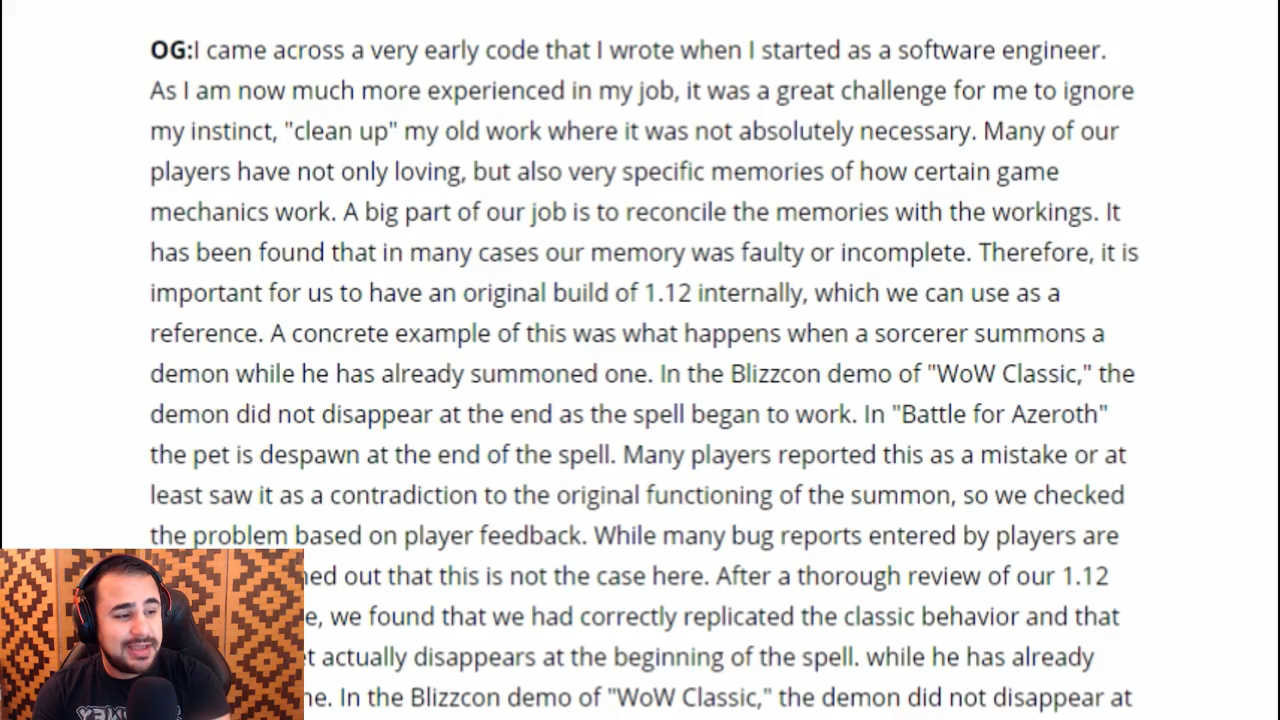 OG:I came across a very early code that I wrote when I started as a software engineer.
As I am now much more experienced in my job, it was a great challenge for me to ignore
my instinct, "clean up" my old work where it was not absolutely necessary. Many of our
players have not only loving, but also very specific memories of how certain game
mechanics work. A big part of our job is to reconcile the memories with the workings. It
has been found that in many cases our memory was faulty or incomplete. Therefore, it is
important for us to have an original build of 1.12 internally, which we can use as a
reference. A concrete example of this was what happens when a sorcerer summons a
demon while he has already summoned one. In the Blizzcon demo of "WoW Classic," the
demon did not disappear at the end as the spell began to work. In "Battle for Azeroth"
the pet is despawn at the end of the spell. Many players reported this as a mistake or at
least saw it as a contradiction to the original functioning of the summon, so we checked
the problem based on player feedback. While many bug reports entered by players are
out that this is not the case here. After a thorough review of our 1.12
we found that we had correctly replicated the classic behavior and that
actually disappears at the beginning of the spell. while he has already
In the Blizzcon demo of "WoW Classic," the demon did not disappear at